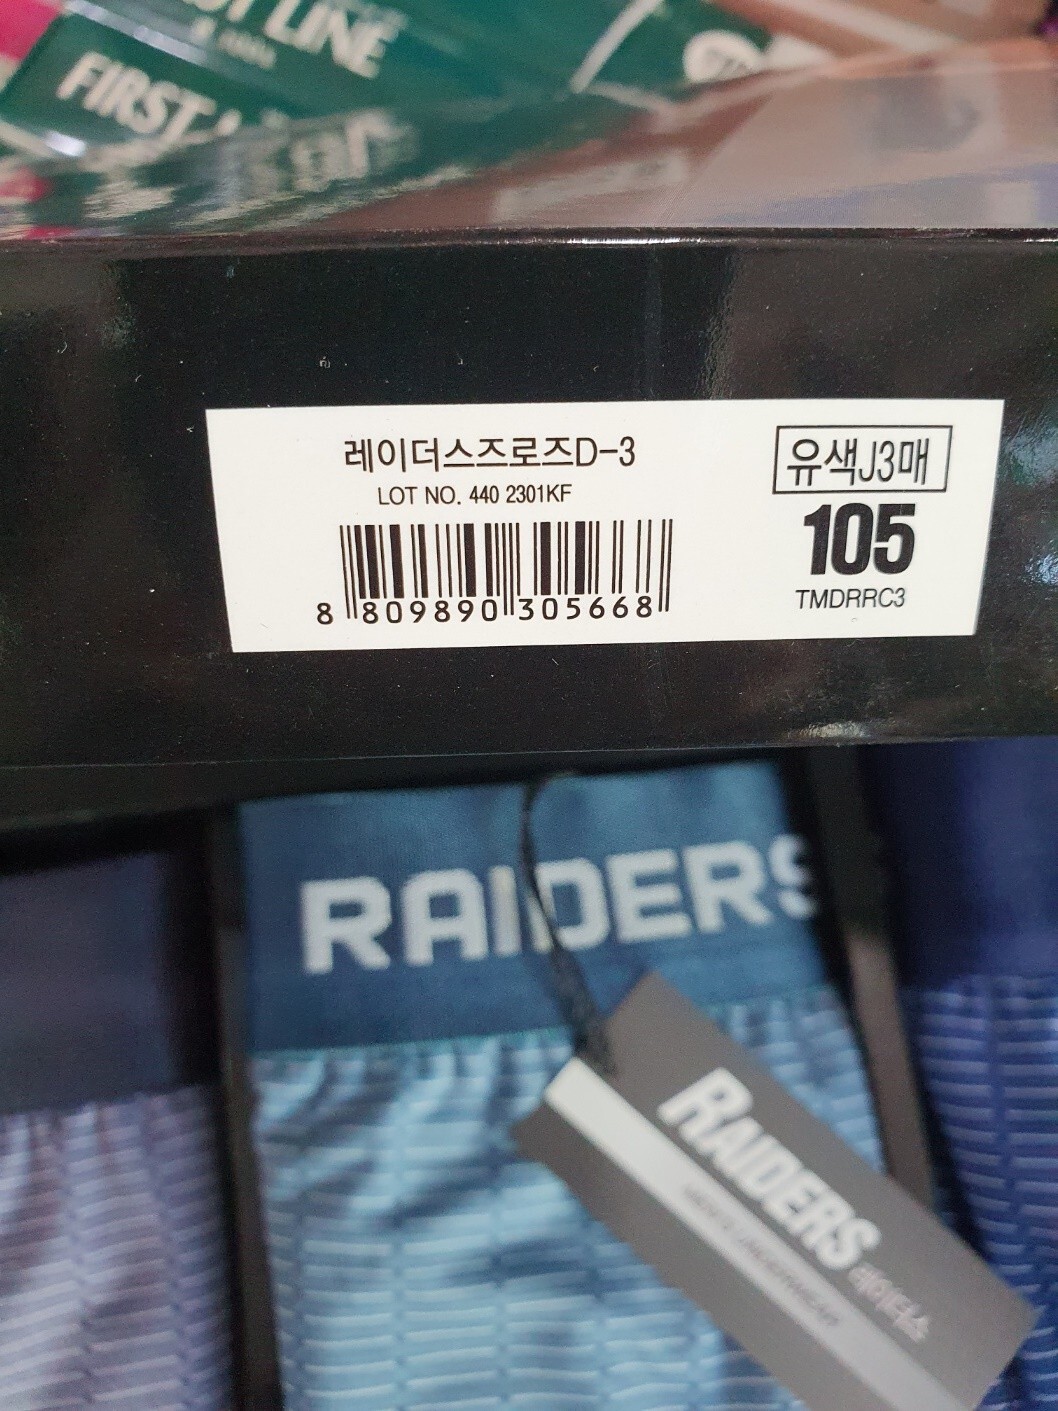 ST LINE
FIRST
레이더스즈로즈D-3
LOT NO. 440 2301KF
8 809890 305668
유색J3매
105
TMDRRC3
RAIDERS
RAIDERS
레이더스